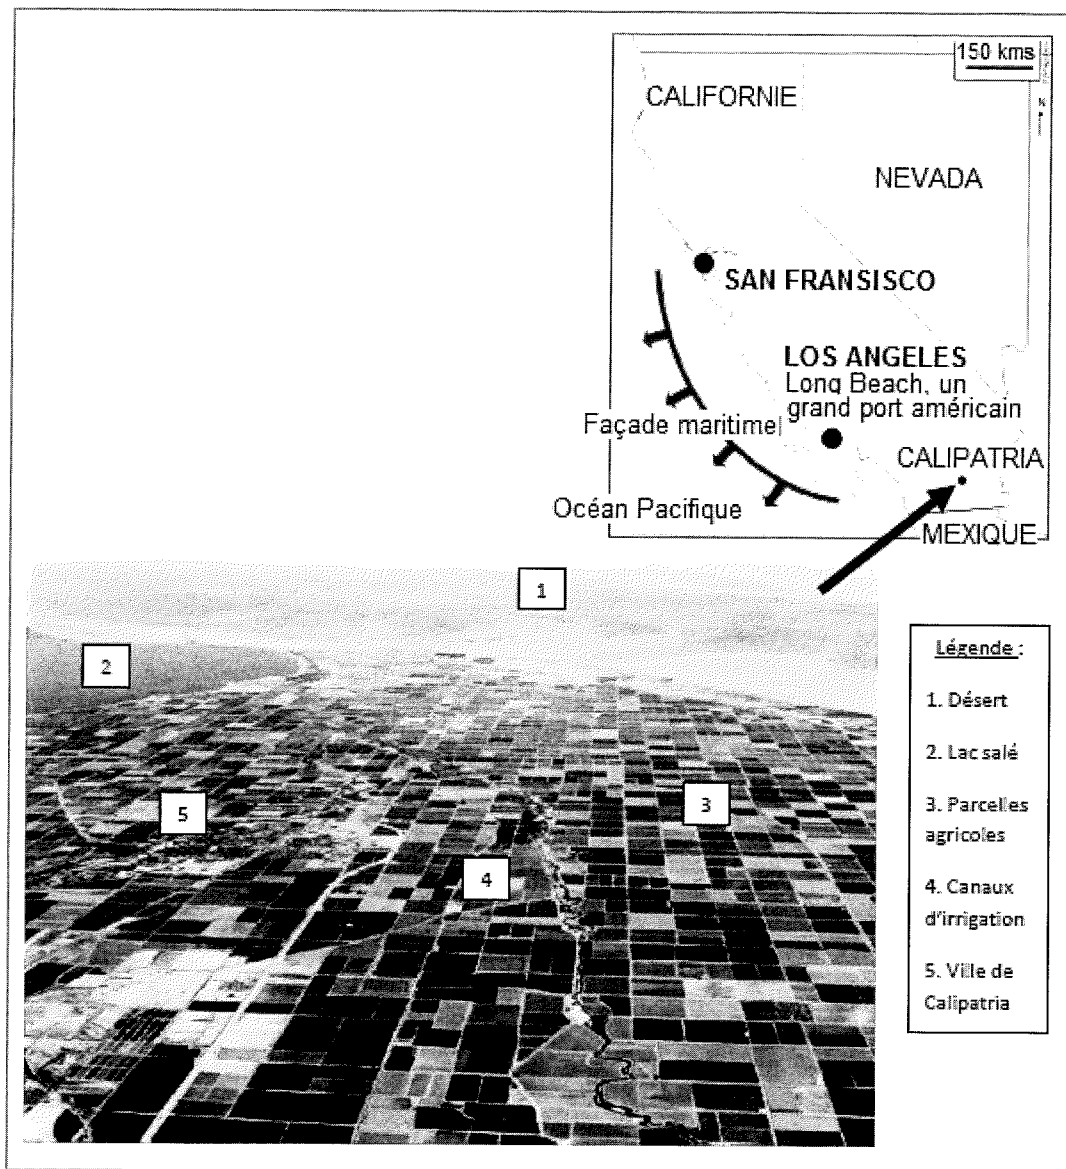 150 kms
CALIFORNIE
N
NEVADA
SAN FRANSISCO
LOS ANGELES
Long Beach, un
grand port américain
Façade maritime
CALIPATRIA
Océan Pacifique
MEXIQUE
1
2
3
5
4
Légende :
1. Désert
2. Lac salé
3. Parcelles
agricoles
4. Canaux
d'irrigation
5. Ville de
Calipatria